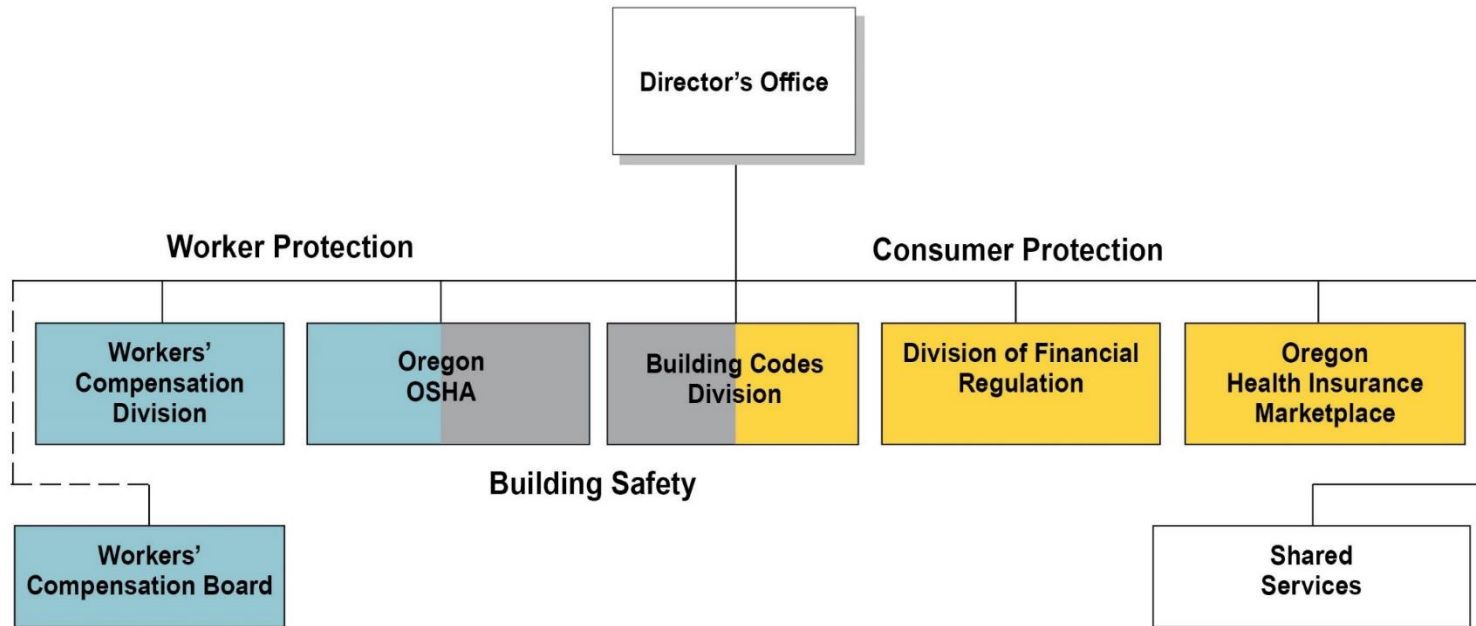 Director’s Office
Worker Protection
Consumer Protection
Workers’
Compensation
Division
Oregon
OSHA
Building Codes
Division
Division of Financial
Regulation
Oregon
Health Insurance
Marketplace
Building Safety
Workers’
Compensation Board
Shared
Services